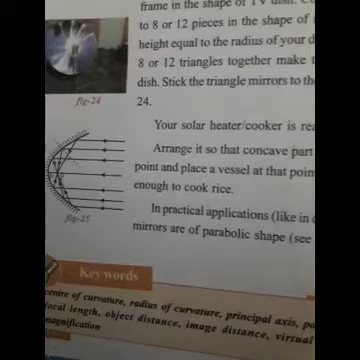 frame in the shape of TV dish.
to 8 or 12 pieces in the shape of
height equal to the radius of your
8 or 12 triangles together make
dish. Stick the triangle mirrors to
24.
fig-24
Your solar heater/cooker is
Arrange it so that concave part
point and place a vessel at that
enough to cook rice.
In practical applications (like in
mirrors are of parabolic shape (see
fig-25
Key words
centre of curvature, radius of curvature, principal axis,
focal length, object distance, image distance, virtual
magnification